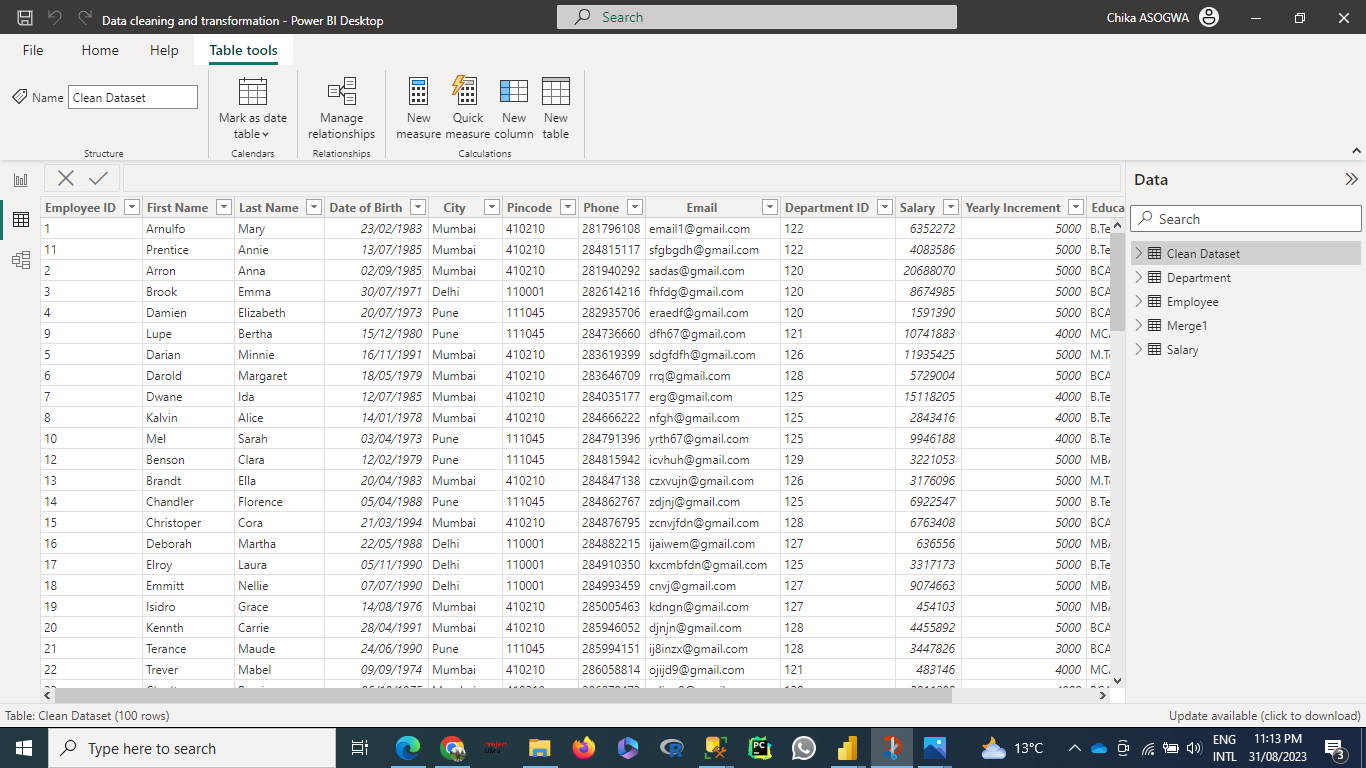 Data cleaning and transformation - Power BI Desktop Search Chika ASOGWA
File Home Help Table tools
Name Clean Dataset
Mark as date table Manage relationships New measure Quick measure New column New table
Structure Calendars Relationships Calculations
Data
Search
Clean Dataset
Department
Employee
Merge1
Salary
Employee ID First Name Last Name Date of Birth City Pincode Phone Email Department ID Salary Yearly Increment Educa
1 Arnulfo Mary 23/02/1983 Mumbai 410210 281796108 email1@gmail.com 122 6352272 5000 B.Te
11 Prentice Annie 13/07/1985 Mumbai 410210 284815117 sfgbgdh@gmail.com 122 4083586 5000 B.Te
2 Arron Anna 02/09/1985 Mumbai 410210 281940292 sadas@gmail.com 120 20688070 5000 BCA
3 Brook Emma 30/07/1971 Delhi 110001 282614216 fhfdg@gmail.com 120 8674985 5000 BCA
4 Damien Elizabeth 20/07/1973 Pune 111045 282935706 eraedf@gmail.com 120 1591390 5000 BCA
9 Lupe Bertha 15/12/1980 Pune 111045 284736660 dfh67@gmail.com 121 10741883 4000 MCA
5 Darian Minnie 16/11/1991 Mumbai 410210 283619399 sdgfdfh@gmail.com 126 11935425 5000 M.Te
6 Darold Margaret 18/05/1979 Mumbai 410210 283646709 rrq@gmail.com 128 5729004 5000 BCA
7 Dwane Ida 12/07/1985 Mumbai 410210 284035177 erg@gmail.com 125 15118205 4000 B.Te
8 Kalvin Alice 14/01/1978 Mumbai 410210 284666222 nfgh@gmail.com 125 2843416 4000 B.Te
10 Mel Sarah 03/04/1973 Pune 111045 284791396 yrth67@gmail.com 125 9946188 4000 B.Te
12 Benson Clara 12/02/1979 Pune 111045 284815942 icvhuh@gmail.com 129 3221053 5000 MBA
13 Brandt Ella 20/04/1983 Mumbai 410210 284847138 czxvujn@gmail.com 126 3176096 5000 M.Te
14 Chandler Florence 05/04/1988 Pune 111045 284862767 zdjnj@gmail.com 125 6922547 5000 B.Te
15 Christoper Cora 21/03/1994 Mumbai 410210 284876795 zcnvjfdn@gmail.com 128 6763408 5000 BCA
16 Deborah Martha 22/05/1988 Delhi 110001 284882215 ijaiwem@gmail.com 127 636556 5000 MBA
17 Elroy Laura 05/11/1990 Delhi 110001 284910350 kxcmbfdn@gmail.com 125 3317173 5000 B.Te
18 Emmitt Nellie 07/07/1990 Delhi 110001 284993459 cnvj@gmail.com 127 9074663 5000 MBA
19 Isidro Grace 14/08/1976 Mumbai 410210 285005463 kdngn@gmail.com 127 454103 5000 MBA
20 Kennth Carrie 28/04/1991 Mumbai 410210 285946052 djnjn@gmail.com 128 4455892 5000 BCA
21 Terance Maude 24/06/1990 Pune 111045 285994151 ij8inzx@gmail.com 128 3447826 3000 BCA
22 Trever Mabel 09/09/1974 Mumbai 410210 286058814 ojijd9@gmail.com 121 483146 4000 MCA
Table: Clean Dataset (100 rows) Update available (click to download)
Type here to search 13°C ENG 11:13 PM
INTL 31/08/2023 3